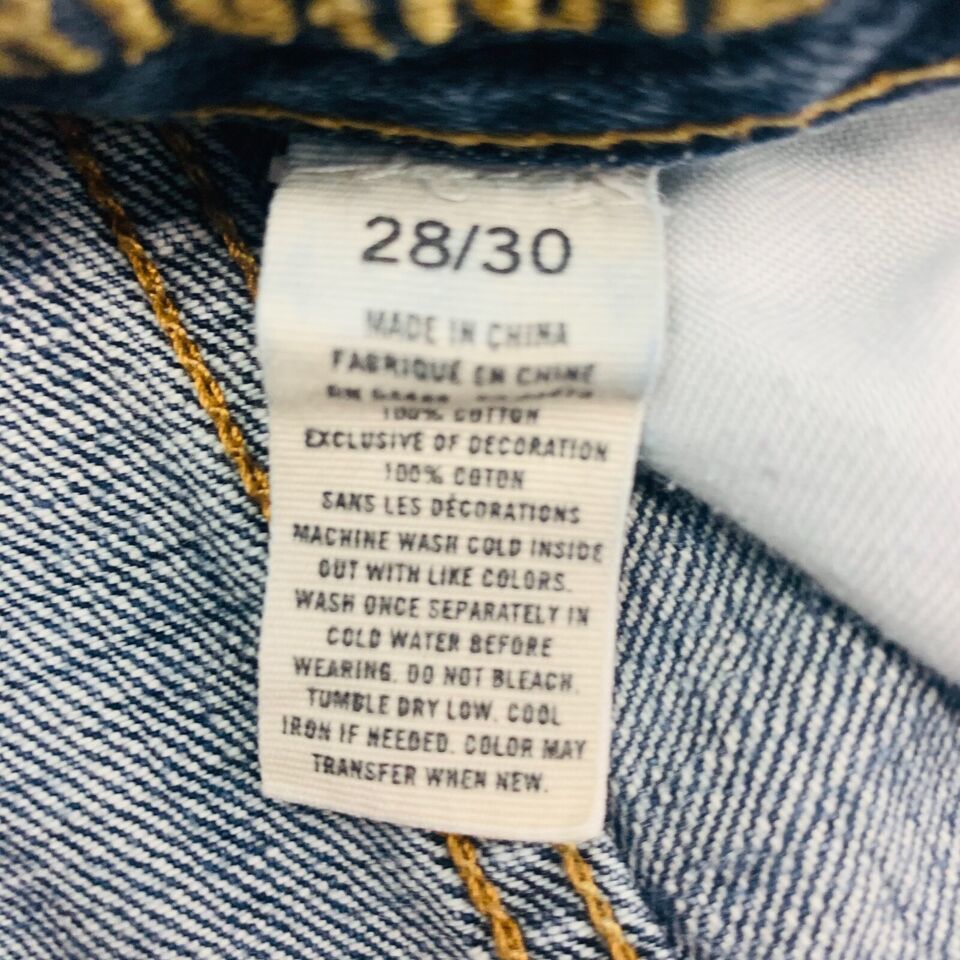 28/30
MADE IN CHINA
FABRIQUÉ EN CHINE
RN
100% COTTON
EXCLUSIVE OF DECORATION
100% COTON
SANS LES DÉCORATIONS
MACHINE WASH COLD INSIDE
OUT WITH LIKE COLORS.
WASH ONCE SEPARATELY IN
COLD WATER BEFORE
WEARING. DO NOT BLEACH.
TUMBLE DRY LOW. COOL
IRON IF NEEDED. COLOR MAY
TRANSFER WHEN NEW.